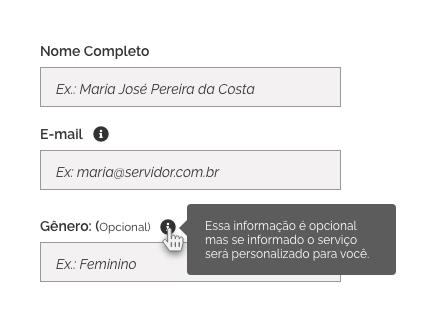 Nome Completo
Ex.: Maria José Pereira da Costa
E-mail
Ex: maria@servidor.com.br
Gênero: (Opcional)
Essa informação é opcional
mas se informado o serviço
será personalizado para você.
Ex.: Feminino